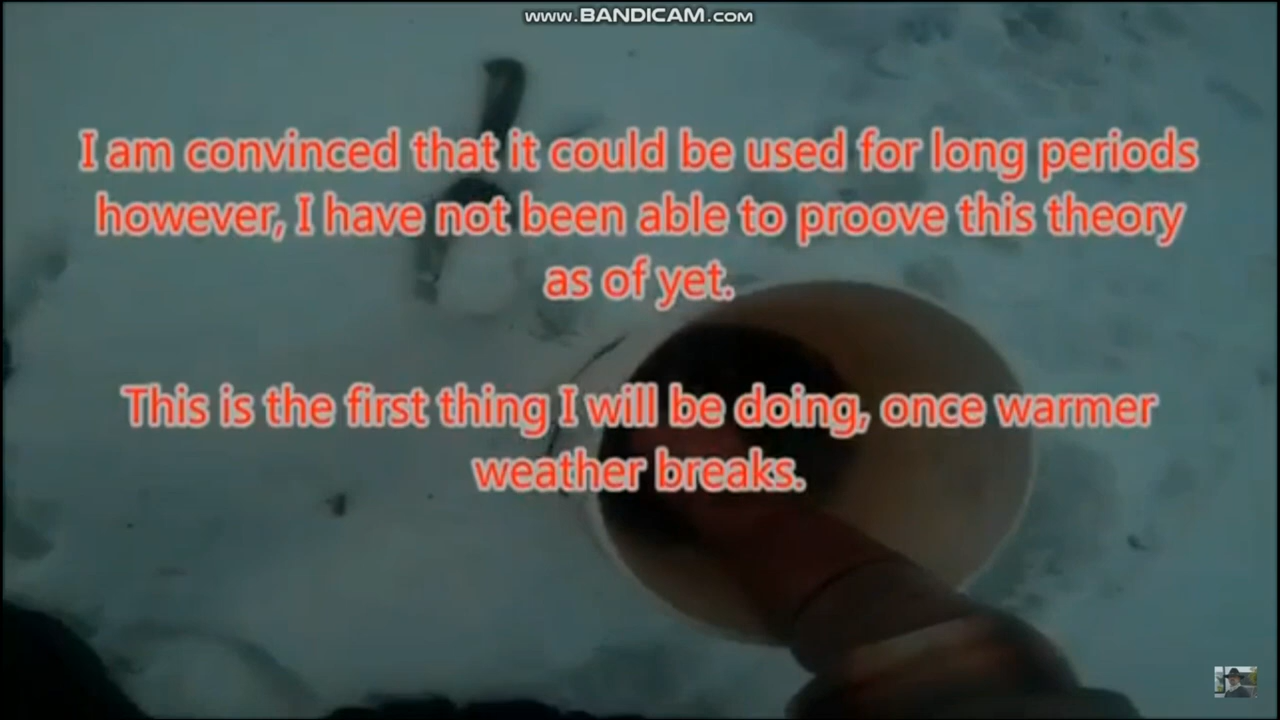 www.BANDICAM.com
I am convinced that it could be used for long periods
however, I have not been able to proove this theory
as of yet.
This is the first thing I will be doing, once warmer
weather breaks.